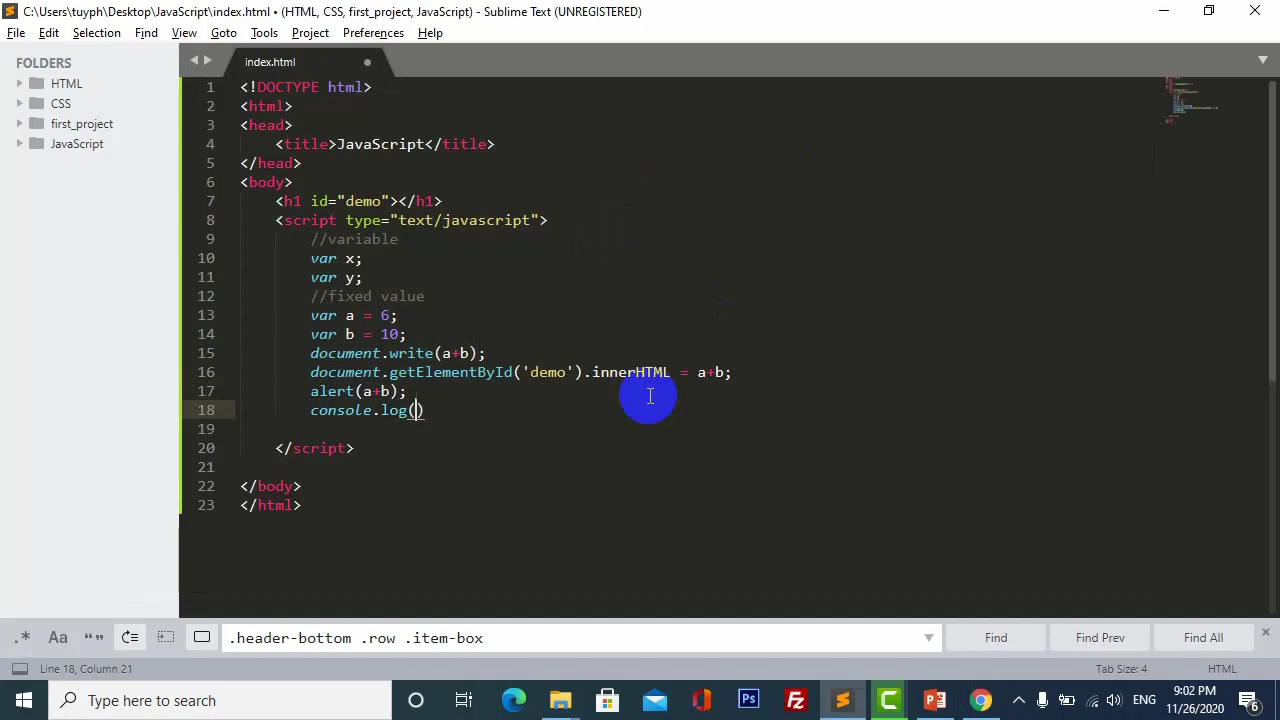 C:\Users\tuyph\Desktop\JavaScript\index.html • (HTML, CSS, first_project, JavaScript) - Sublime Text (UNREGISTERED)
File Edit Selection Find View Goto Tools Project Preferences Help
FOLDERS
HTML
CSS
first_project
JavaScript
index.html
1 <!DOCTYPE html>
2 <html>
3 <head>
4 <title>JavaScript</title>
5 </head>
6 <body>
7 <h1 id="demo"></h1>
8 <script type="text/javascript">
9 //variable
10 var x;
11 var y;
12 //fixed value
13 var a = 6;
14 var b = 10;
15 document.write(a+b);
16 document.getElementById('demo').innerHTML = a+b;
17 alert(a+b);
18 console.log()
19
20 </script>
21
22 </body>
23 </html>
.* Aa “” .header-bottom .row .item-box Find Find Prev Find All
Line 18, Column 21 Tab Size: 4 HTML
Type here to search Ps Fz ENG 9:02 PM
11/26/2020 6